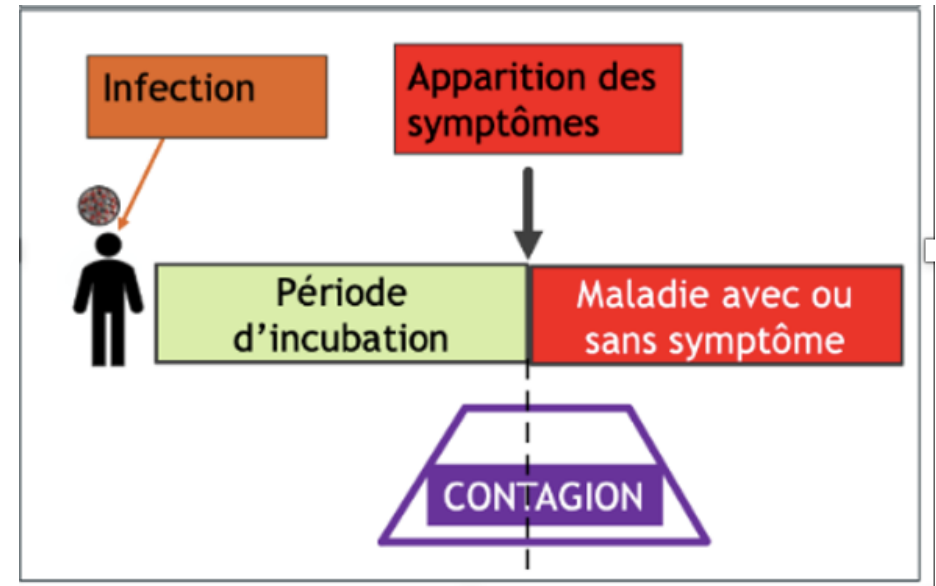 Infection
Apparition des
symptômes
Période
d'incubation
Maladie avec ou
sans symptôme
CONTAGION